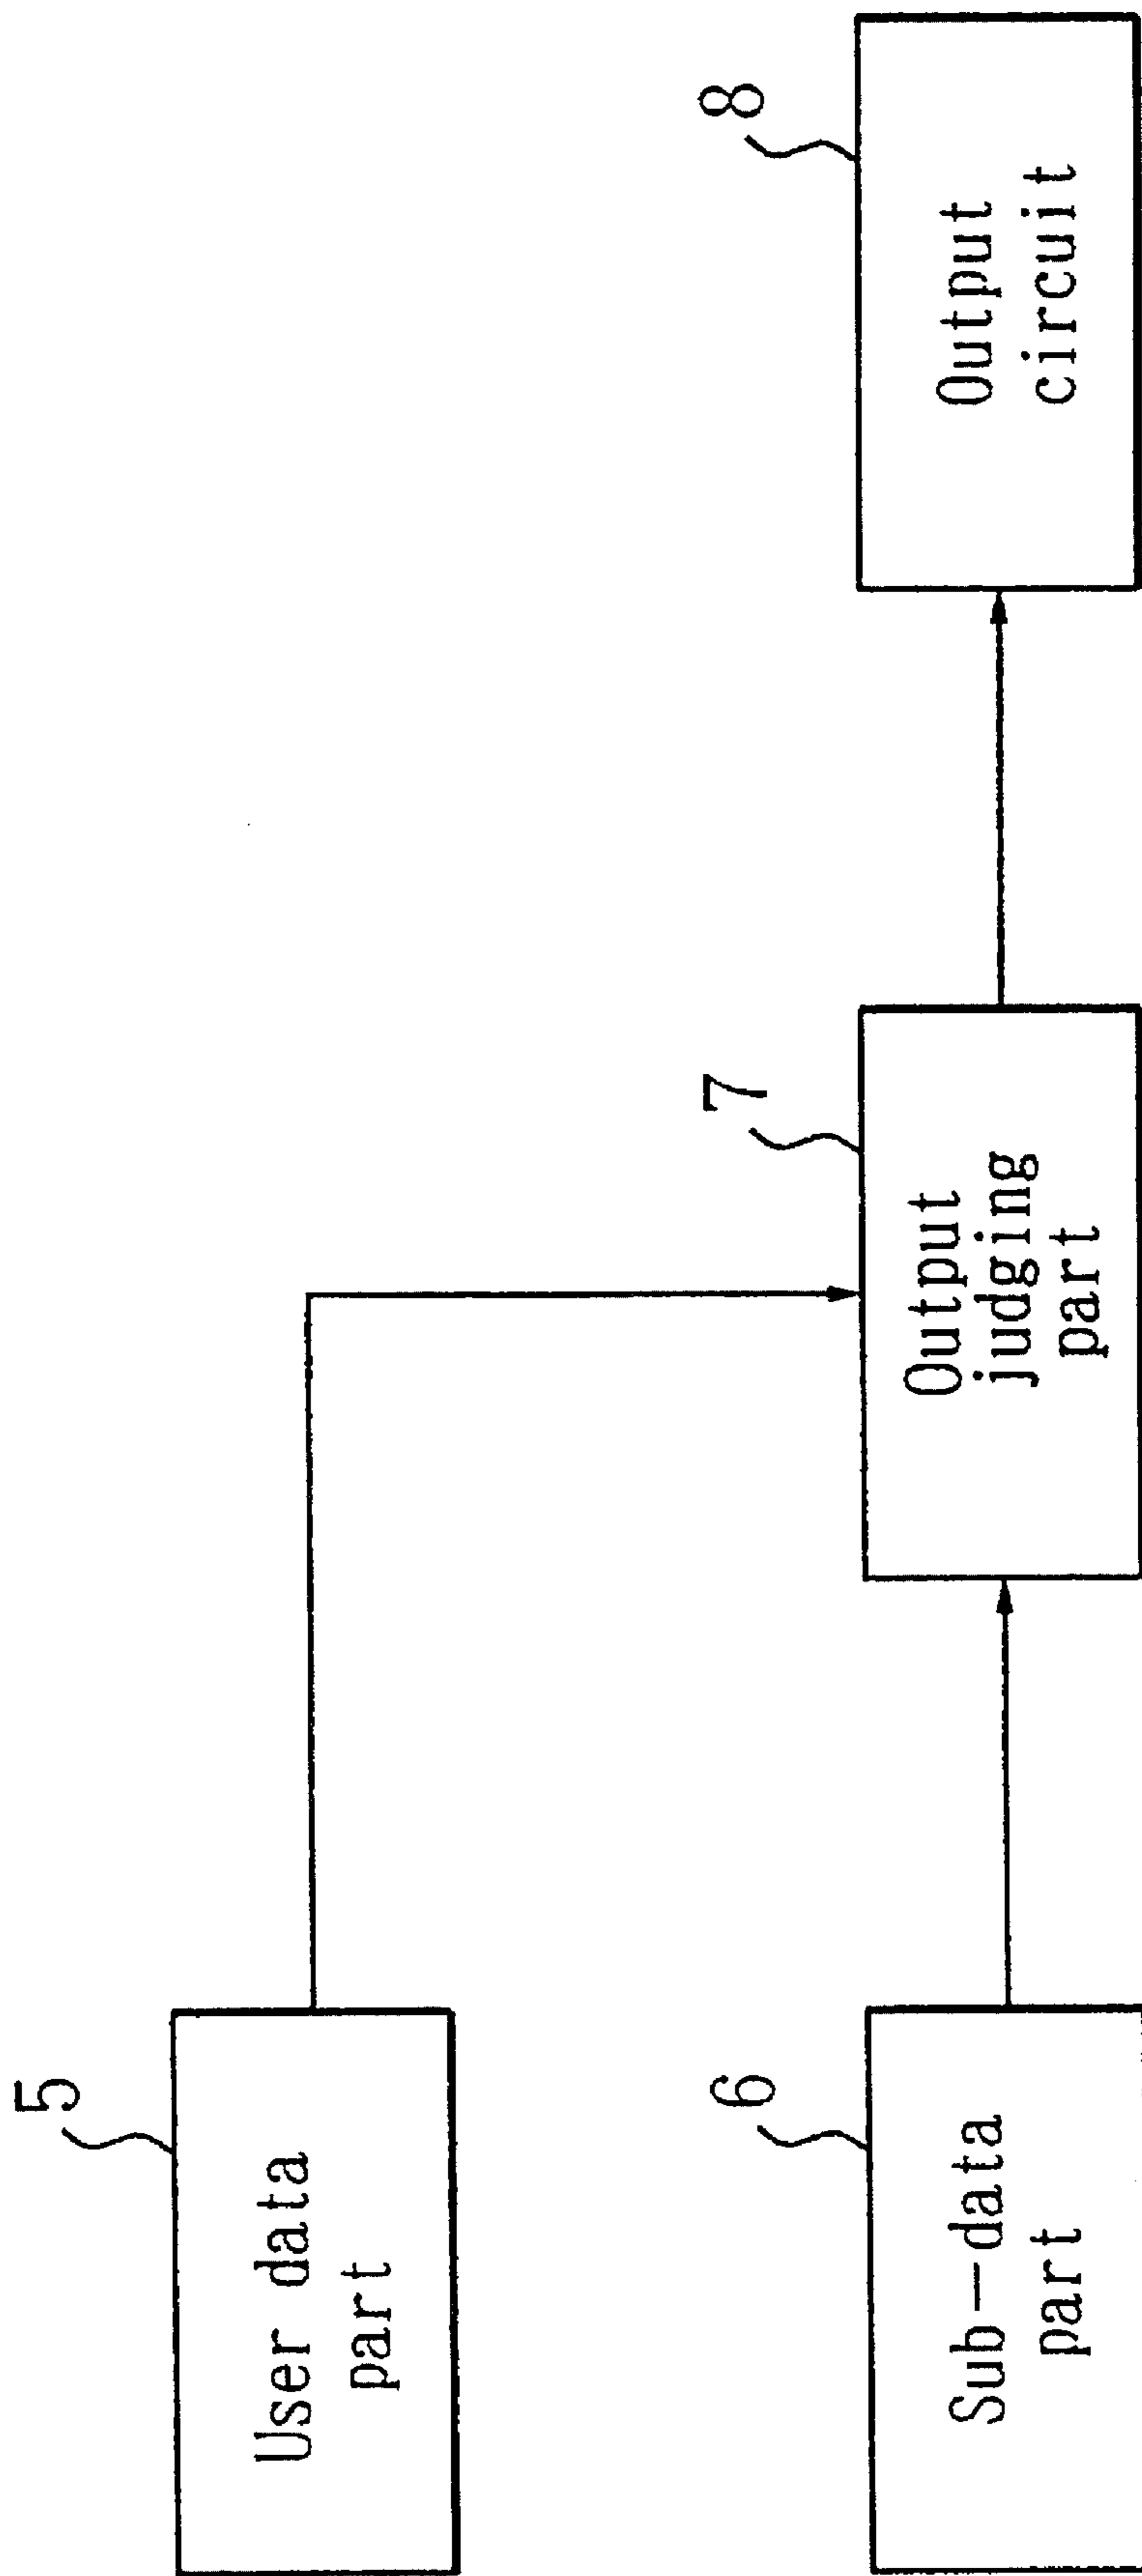 5
User data
part
6
Sub-data
part
7
Output
judging
part
8
Output
circuit